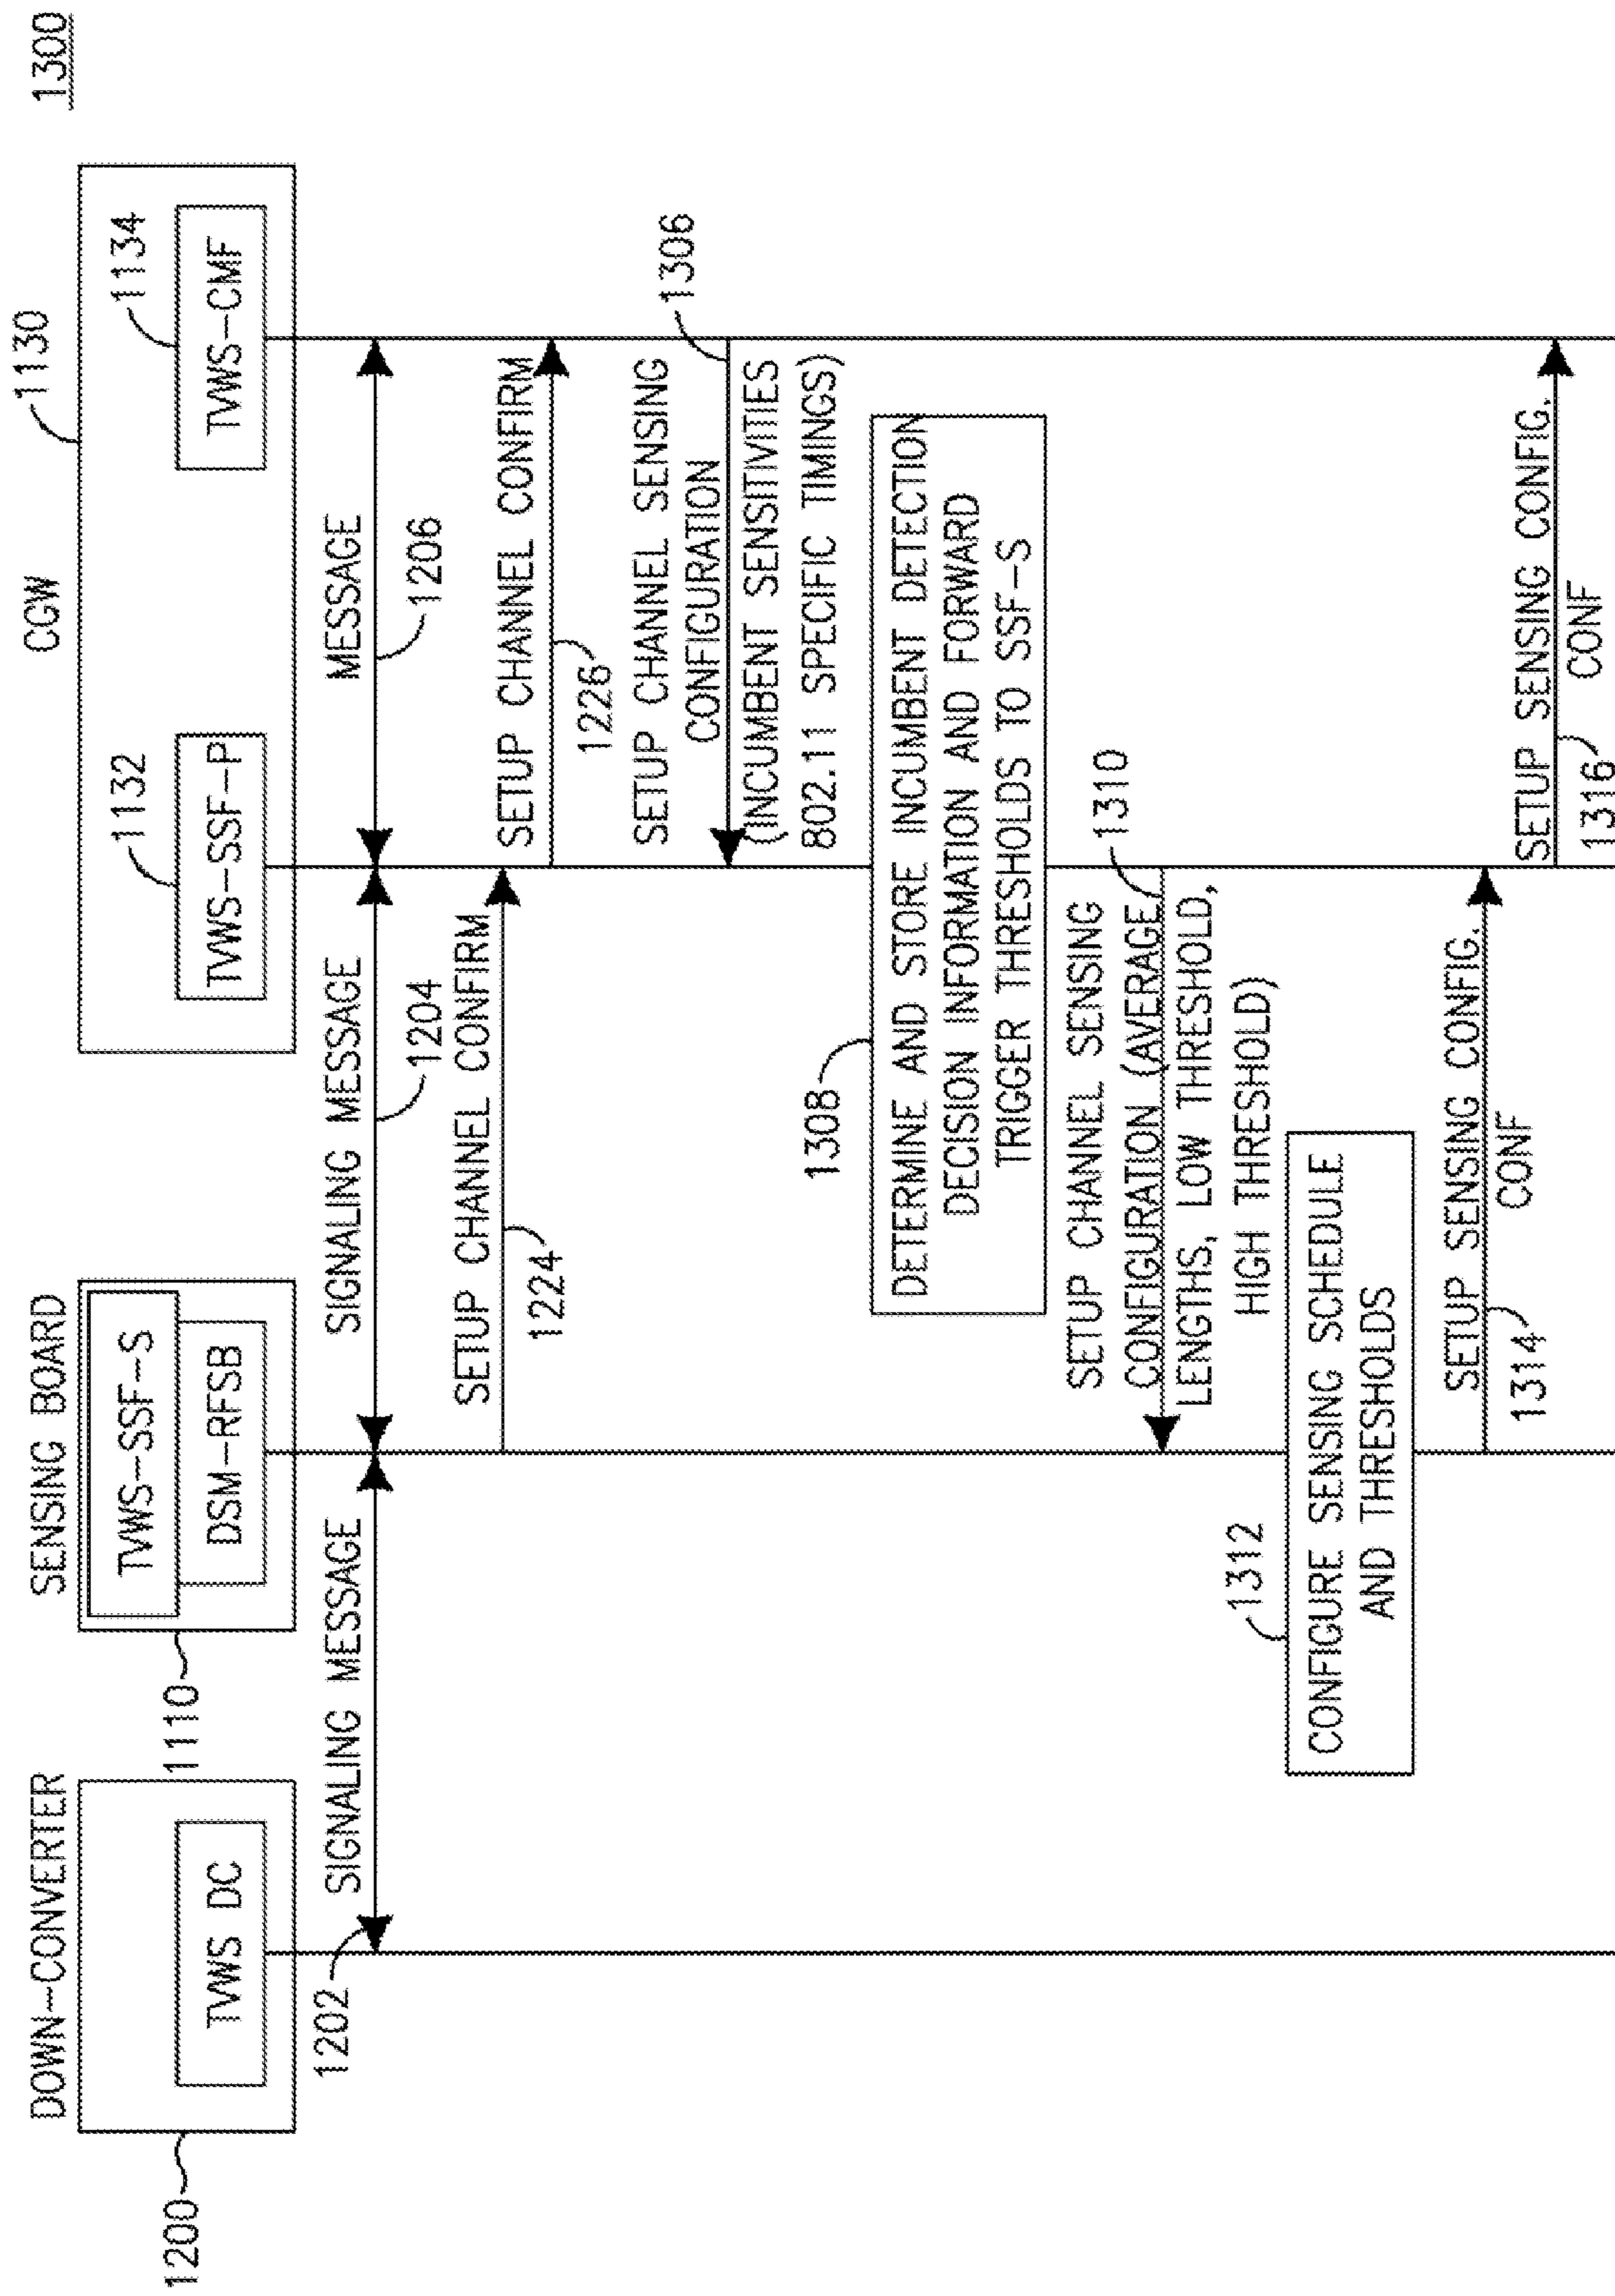 1300
DOWN-CONVERTER
SENSING BOARD
CGW
1130
1200
TVWS DC
1110
TVWS-SSF-S
DSM-RFSB
TVWS-SSF-P
1132
TVWS-CMF
1134
1202
SIGNALING MESSAGE
SIGNALING MESSAGE
1204
MESSAGE
1206
SETUP CHANNEL CONFIRM
1224
SETUP CHANNEL CONFIRM
1226
SETUP CHANNEL SENSING
CONFIGURATION
1306
(INCUMBENT SENSITIVITIES
802.11 SPECIFIC TIMINGS)
1308
DETERMINE AND STORE INCUMBENT DETECTION
DECISION INFORMATION AND FORWARD
TRIGGER THRESHOLDS TO SSF-S
SETUP CHANNEL SENSING
1310
CONFIGURATION (AVERAGE
LENGTHS, LOW THRESHOLD,
HIGH THRESHOLD)
1312
CONFIGURE SENSING SCHEDULE
AND THRESHOLDS
SETUP SENSING CONFIG.
CONF
1314
SETUP SENSING CONFIG.
CONF
1316